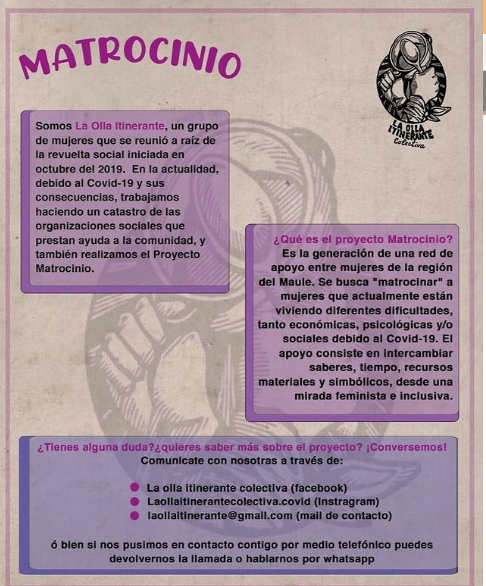 MATROCINIO
LA OLLA
ITINERANTE
Colectiva
Somos La Olla Itinerante, un grupo
de mujeres que se reunió a raíz de
la revuelta social iniciada en
octubre del 2019. En la actualidad,
debido al Covid-19 y sus
consecuencias, trabajamos
haciendo un catastro de las
organizaciones sociales que
prestan ayuda a la comunidad, y
también realizamos el Proyecto
Matrocinio.
¿Qué es el proyecto Matrocinio?
Es la generación de una red de
apoyo entre mujeres de la región
del Maule. Se busca "matrocinar" a
mujeres que actualmente están
viviendo diferentes dificultades,
tanto económicas, psicológicas y/o
sociales debido al Covid-19. El
apoyo consiste en intercambiar
saberes, tiempo, recursos
materiales y simbólicos, desde una
mirada feminista e inclusiva.
¿Tienes alguna duda?¿quieres saber más sobre el proyecto? ¡Conversemos!
Comunicate con nosotras a través de:
La olla itinerante colectiva (facebook)
Laollaitinerantecolectiva.covid (Instragram)
laollaitinerante@gmail.com (mail de contacto)
ó bien si nos pusimos en contacto contigo por medio telefónico puedes
devolvernos la llamada o hablarnos por whatsapp